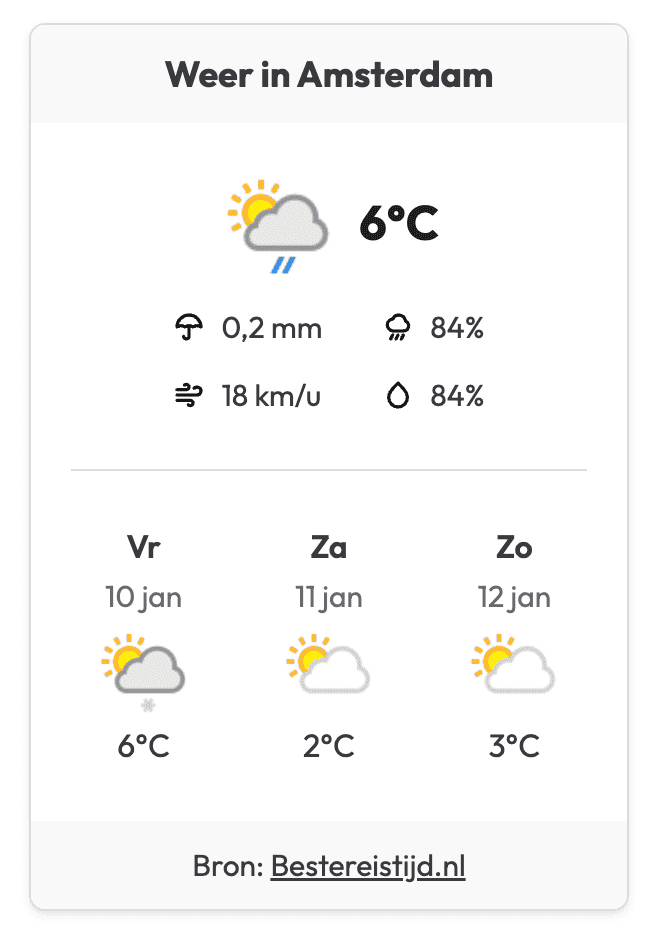 Weer in Amsterdam
6°C
0,2 mm 84%
18 km/u 84%
Vr Za Zo
10 jan 11 jan 12 jan
6°C 2°C 3°C
Bron: Bestereistijd.nl